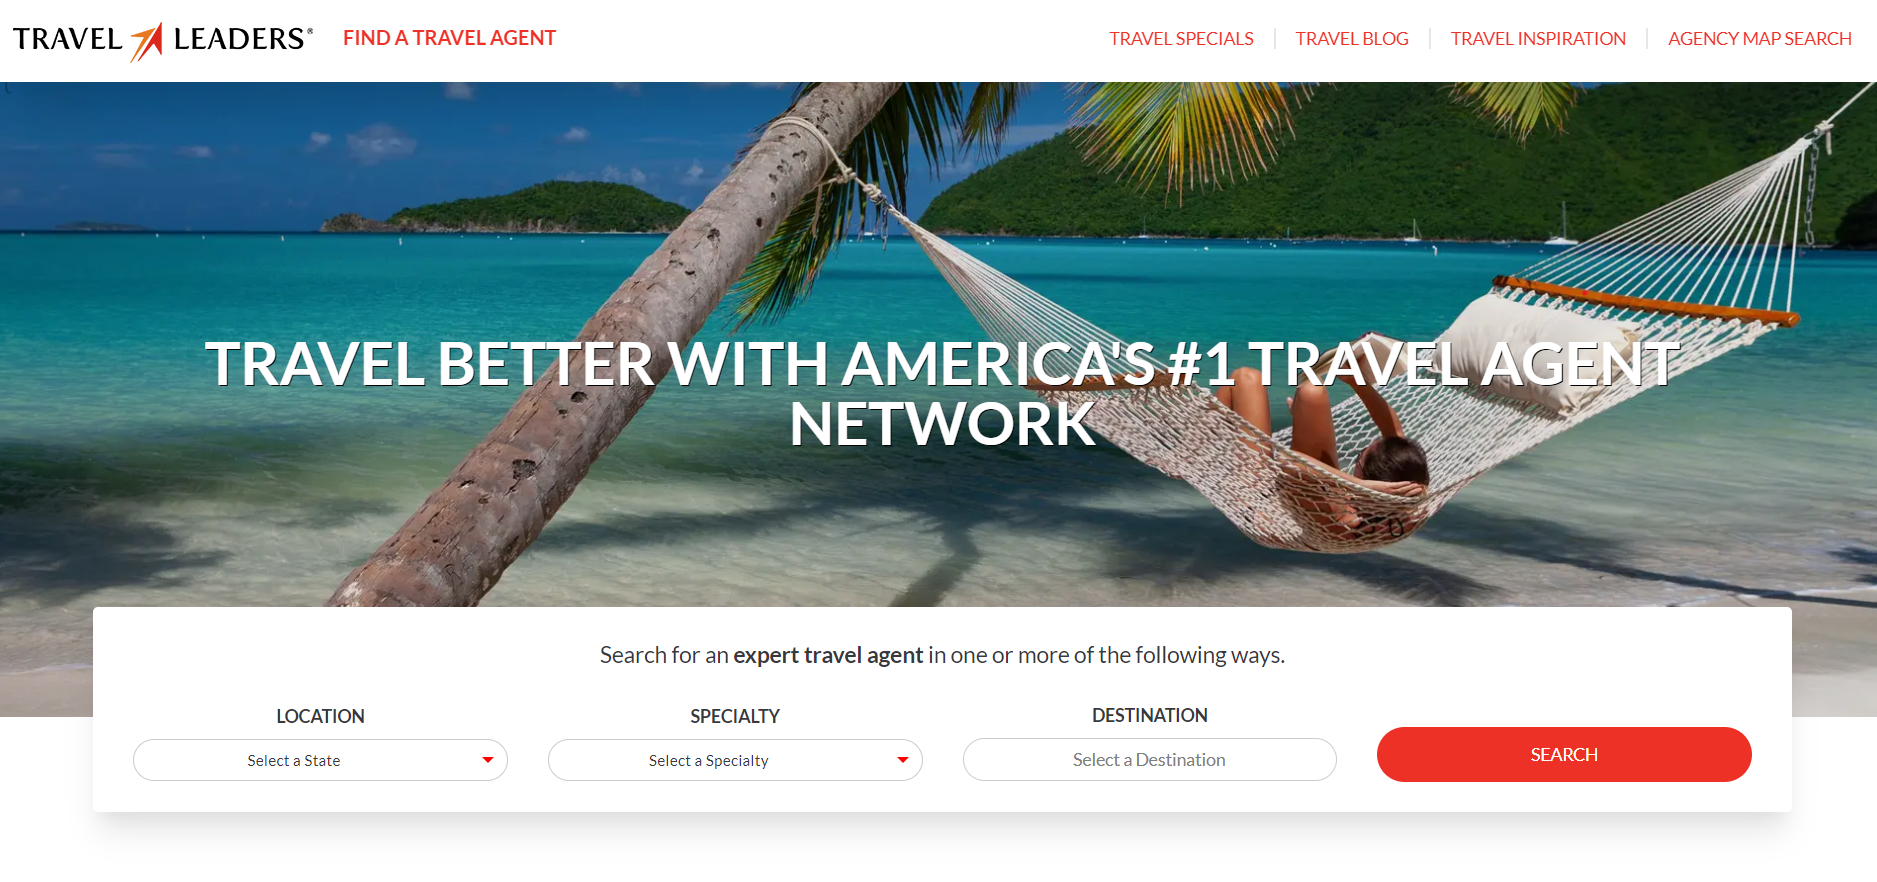 TRAVEL LEADERS®
FIND A TRAVEL AGENT
TRAVEL SPECIALS
TRAVEL BLOG
TRAVEL INSPIRATION
AGENCY MAP SEARCH
TRAVEL BETTER WITH AMERICA'S #1 TRAVEL AGENT
NETWORK
Search for an expert travel agent in one or more of the following ways.
LOCATION
Select a State
SPECIALTY
Select a Specialty
DESTINATION
Select a Destination
SEARCH